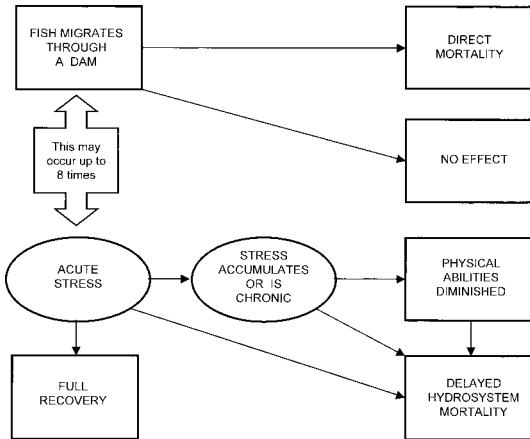 FISH MIGRATES
THROUGH
A DAM
DIRECT
MORTALITY
This may
occur up to
8 times
NO EFFECT
ACUTE
STRESS
STRESS
ACCUMULATES
OR IS
CHRONIC
PHYSICAL
ABILITIES
DIMINISHED
FULL
RECOVERY
DELAYED
HYDROSYSTEM
MORTALITY